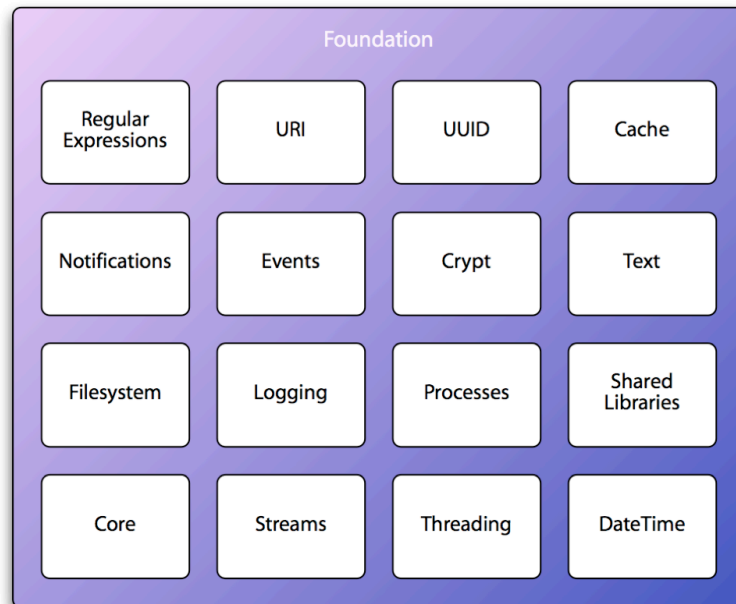 Foundation
Regular
Expressions
URI
UUID
Cache
Notifications
Events
Crypt
Text
Filesystem
Logging
Processes
Shared
Libraries
Core
Streams
Threading
DateTime